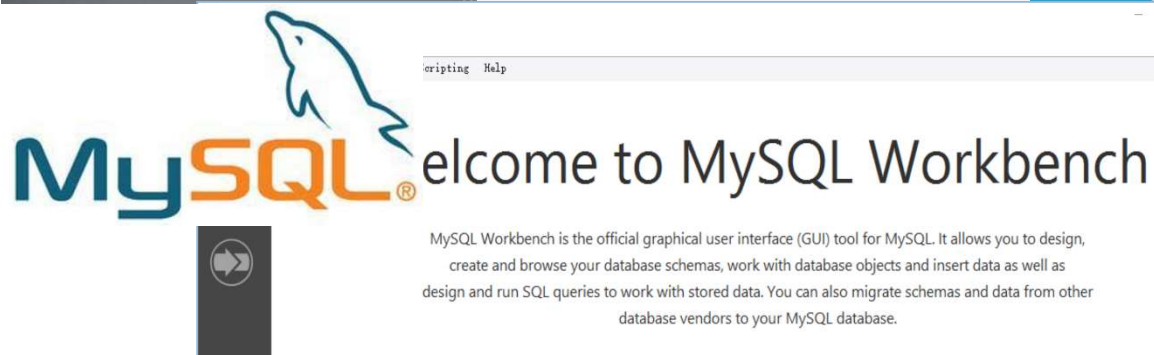 cripting Help
MySQL®
elcome to MySQL Workbench
MySQL Workbench is the official graphical user interface (GUI) tool for MySQL. It allows you to design,
create and browse your database schemas, work with database objects and insert data as well as
design and run SQL queries to work with stored data. You can also migrate schemas and data from other
database vendors to your MySQL database.